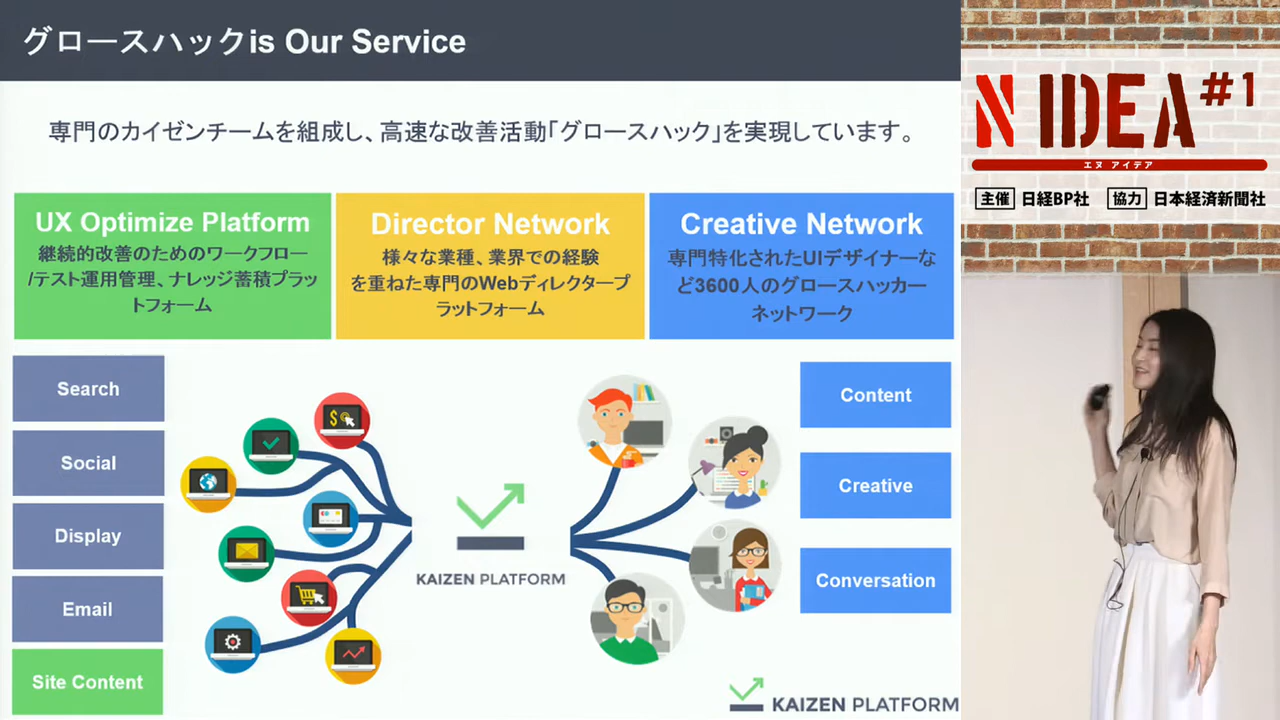 グロースハックis Our Service
専門のカイゼンチームを組成し、高速な改善活動「グロースハック」を実現しています。
UX Optimize Platform
継続的改善のためのワークフロー
/テスト運用管理、ナレッジ蓄積プラッ
トフォーム
Director Network
様々な業種、業界での経験
を重ねた専門のWebディレクタープ
ラットフォーム
Creative Network
専門特化されたUIデザイナーな
ど3600人のグロースハッカー
ネットワーク
Search
Social
Display
Email
Site Content
$
KAIZEN PLATFORM
Content
Creative
Conversation
KAIZEN PLATFORM
N IDEA #1
エヌ アイデア
主催 日経BP社 協力 日本経済新聞社